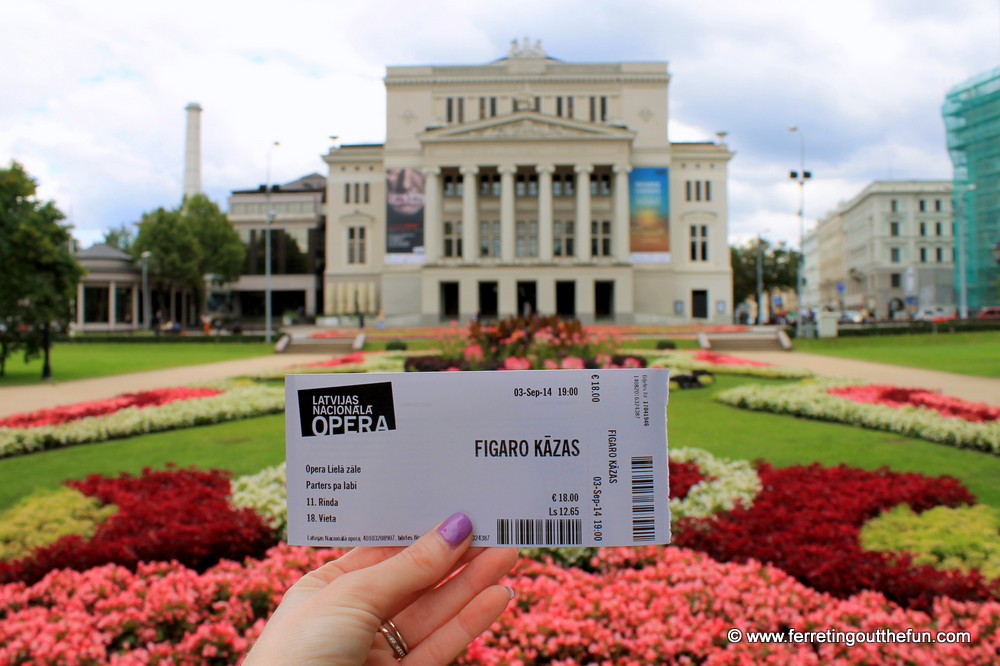 LATVIJAS
NACIONĀLĀ
OPERA
03-Sep-14 19:00
FIGARO KĀZAS
Opera Lielā zāle
Parters pa labi
11. Rinda
18. Vieta
€ 18.00
Ls 12.65
€ 18.00
FIGARO KĀZAS
03-Sep-14 19:00
© www.ferretingoutthefun.com